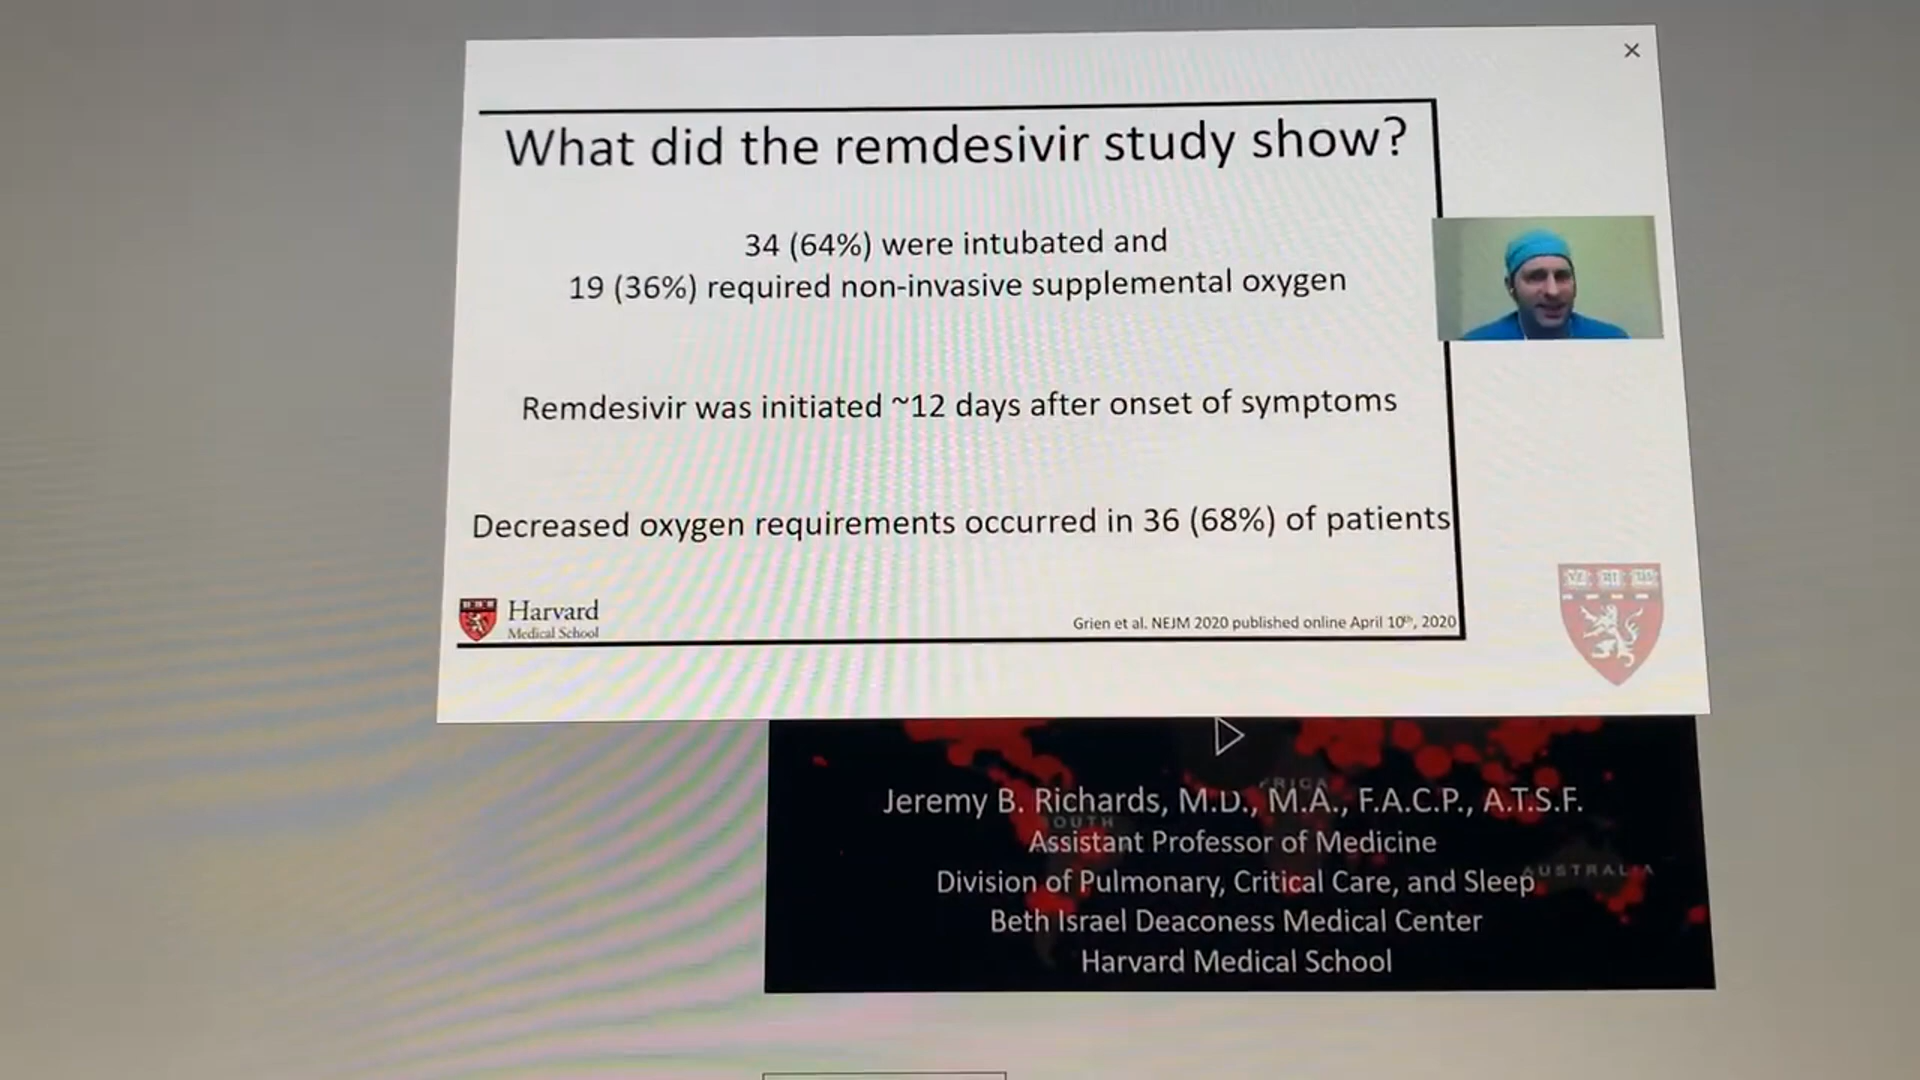 What did the remdesivir study show?
34 (64%) were intubated and
19 (36%) required non-invasive supplemental oxygen
Remdesivir was initiated ~12 days after onset of symptoms
Decreased oxygen requirements occurred in 36 (68%) of patients
Harvard
Medical School
Grien et al. NEJM 2020 published online April 10th, 2020
Jeremy B. Richards, M.D., M.A., F.A.C.P., A.T.S.F.
Assistant Professor of Medicine
Division of Pulmonary, Critical Care, and Sleep
AUSTRALIA
Beth Israel Deaconess Medical Center
Harvard Medical School